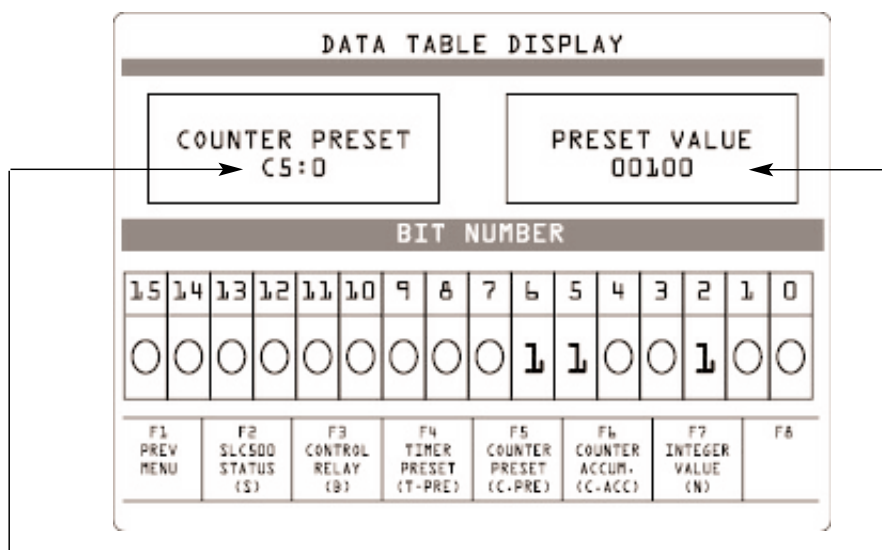 DATA TABLE DISPLAY
COUNTER PRESET
C5:0
PRESET VALUE
00100
BIT NUMBER
15 14 13 12 11 10 9 8 7 6 5 4 3 2 1 0
0 0 0 0 0 0 0 0 0 1 1 0 0 1 0 0
F1
PREV
MENU
F2
SLC500
STATUS
(S)
F3
CONTROL
RELAY
(B)
F4
TIMER
PRESET
(T-PRE)
F5
COUNTER
PRESET
(C.PRE)
F6
COUNTER
ACCUM.
(C-ACC)
F7
INTEGER
VALUE
(N)
F8